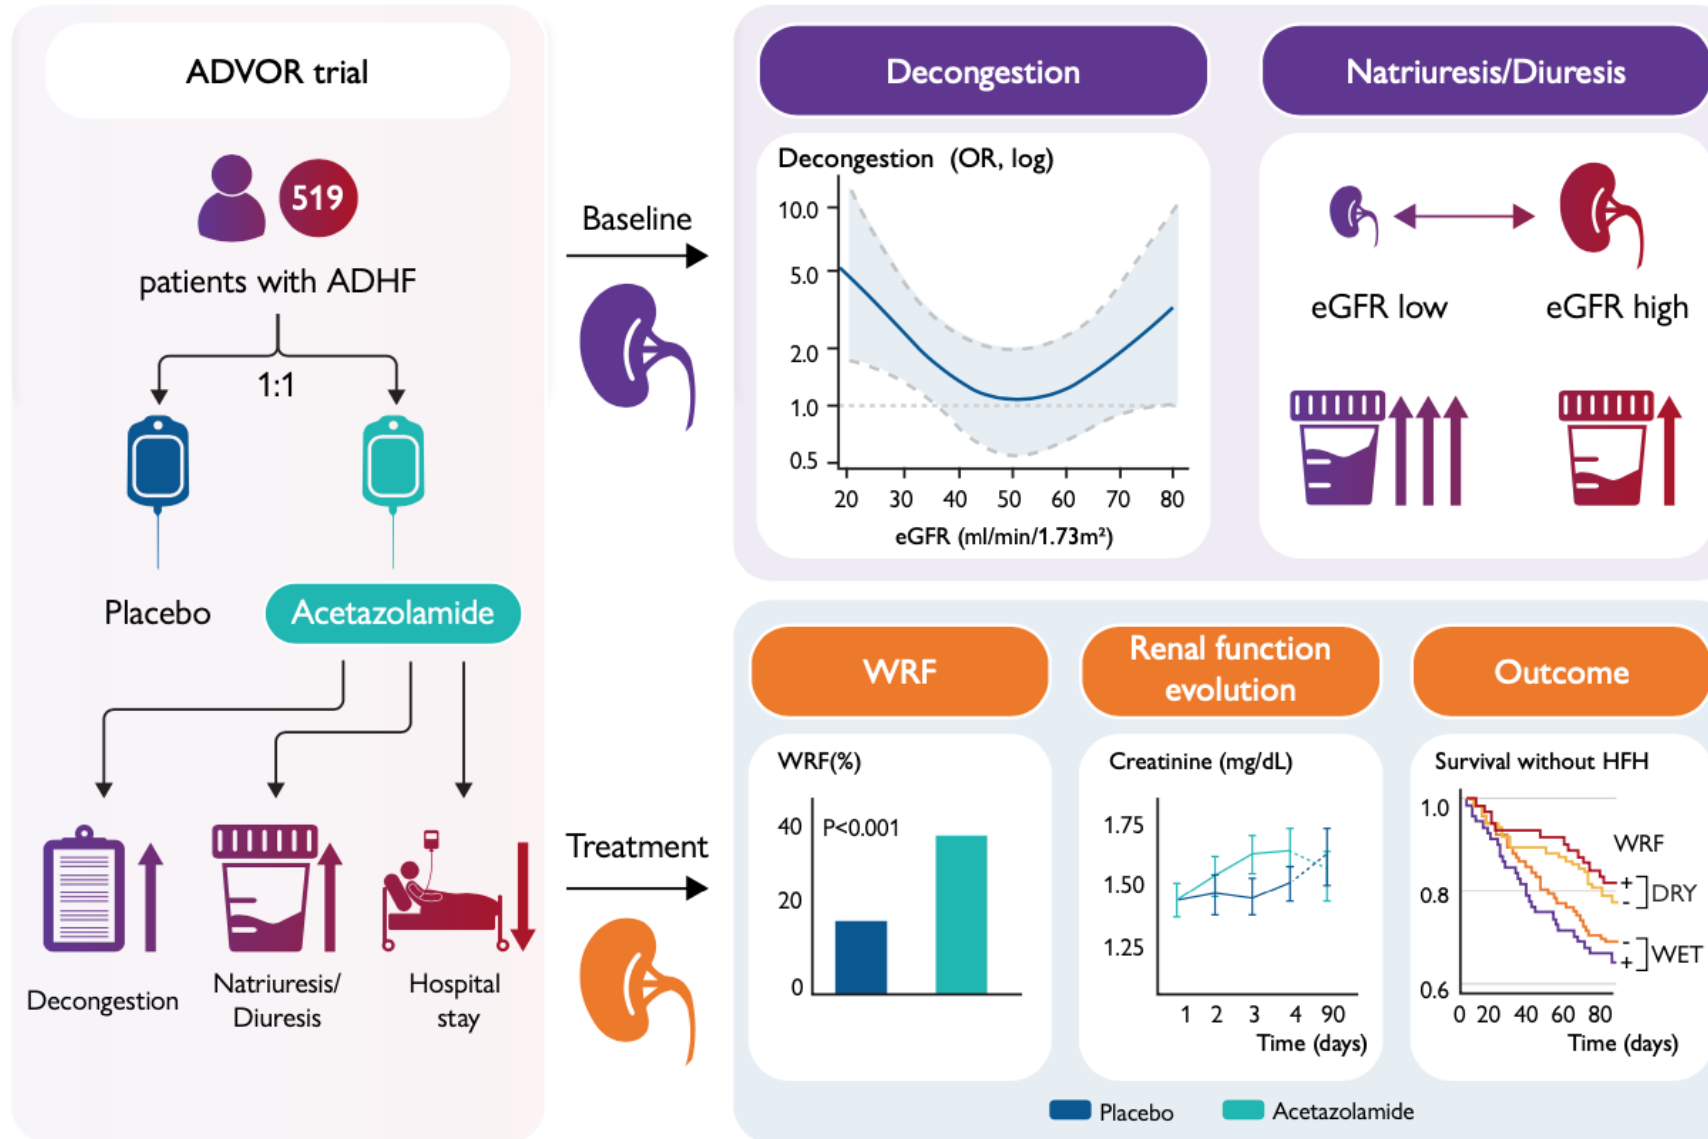 ADVOR trial
519
patients with ADHF
1:1
Placebo
Acetazolamide
Decongestion
Natriuresis/
Diuresis
Hospital
stay
Baseline
Treatment
Decongestion
Decongestion (OR, log)
10.0
5.0
2.0
1.0
0.5
20 30 40 50 60 70 80
eGFR (ml/min/1.73m²)
Natriuresis/Diuresis
eGFR low
eGFR high
WRF
WRF(%)
40
P<0.001
20
0
Renal function
evolution
Creatinine (mg/dL)
1.75
1.50
1.25
1 2 3 4 90
Time (days)
Outcome
Survival without HFH
1.0
WRF
+
DRY
-
0.8
-
WET
+
0.6
0 20 40 60 80
Time (days)
Placebo
Acetazolamide